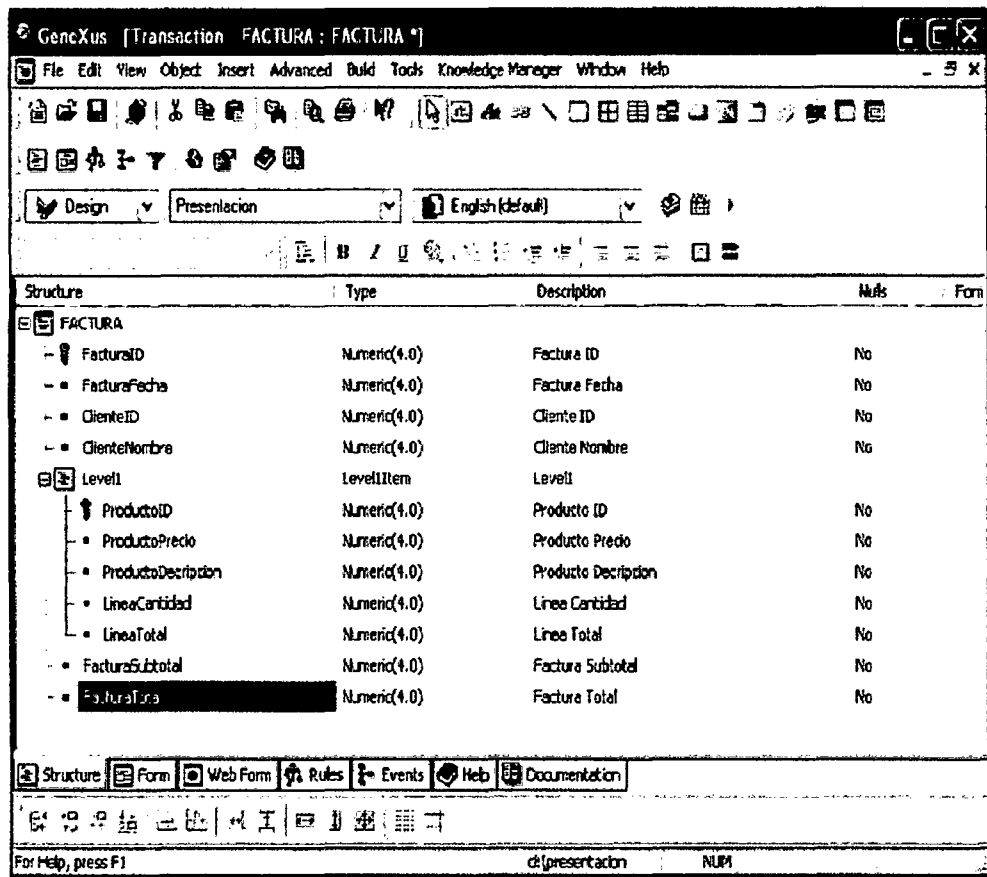 GeneXus [Transaction FACTURA : FACTURA *]
File Edit View Object Insert Advanced Build Tools Knowledge Manager Window Help
Design Presentacion English (default)
B I U
Structure Type Description Nulls Form
FACTURA
FacturaID Numeric(4.0) Factura ID No
FacturaFecha Numeric(4.0) Factura Fecha No
ClienteID Numeric(4.0) Cliente ID No
ClienteNombre Numeric(4.0) Cliente Nombre No
Level1 Level1Item Level1
ProductoID Numeric(4.0) Producto ID No
ProductoPrecio Numeric(4.0) Producto Precio No
ProductoDecription Numeric(4.0) Producto Decription No
LineaCantidad Numeric(4.0) Linea Cantidad No
LineaTotal Numeric(4.0) Linea Total No
FacturaSubtotal Numeric(4.0) Factura Subtotal No
FacturaTotal Numeric(4.0) Factura Total No
Structure Form Web Form Rules Events Help Documentation
For Help, press F1 d:\presentacion NUM